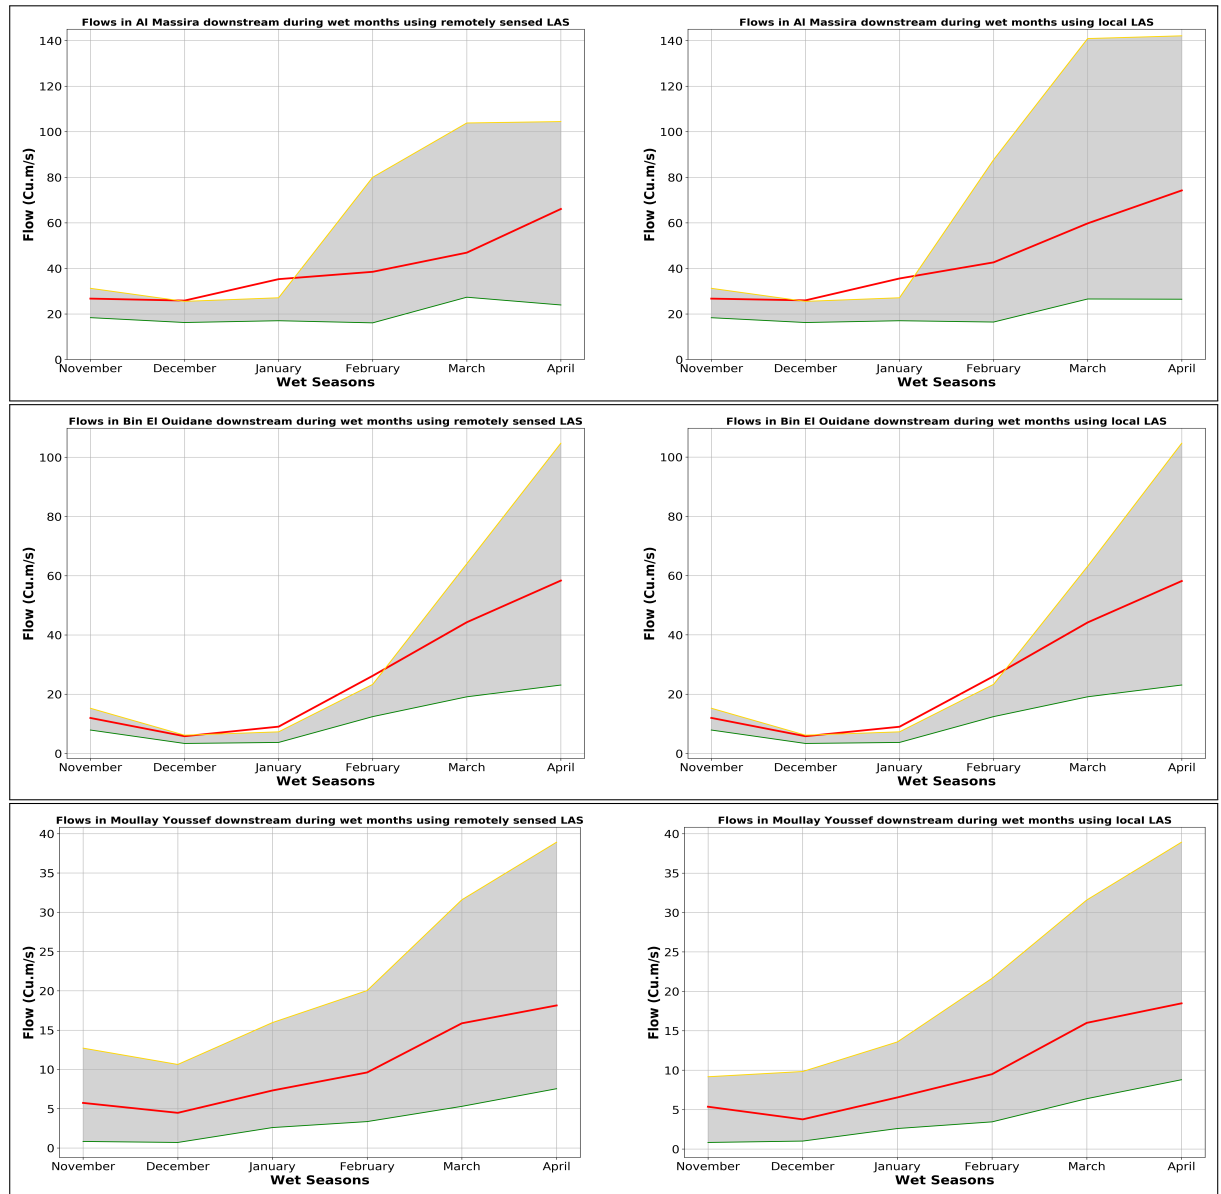 Flows in Al Massira downstream during wet months using remotely sensed LAS
140
120
100
80
60
40
20
0
Flow (Cu.m/s)
November December January February March April
Wet Seasons
Flows in Al Massira downstream during wet months using local LAS
140
120
100
80
60
40
20
0
Flow (Cu.m/s)
November December January February March April
Wet Seasons
Flows in Bin El Ouidane downstream during wet months using remotely sensed LAS
100
80
60
40
20
0
Flow (Cu.m/s)
November December January February March April
Wet Seasons
Flows in Bin El Ouidane downstream during wet months using local LAS
100
80
60
40
20
0
Flow (Cu.m/s)
November December January February March April
Wet Seasons
Flows in Moullay Youssef downstream during wet months using remotely sensed LAS
40
35
30
25
20
15
10
5
0
Flow (Cu.m/s)
November December January February March April
Wet Seasons
Flows in Moullay Youssef downstream during wet months using local LAS
40
35
30
25
20
15
10
5
0
Flow (Cu.m/s)
November December January February March April
Wet Seasons